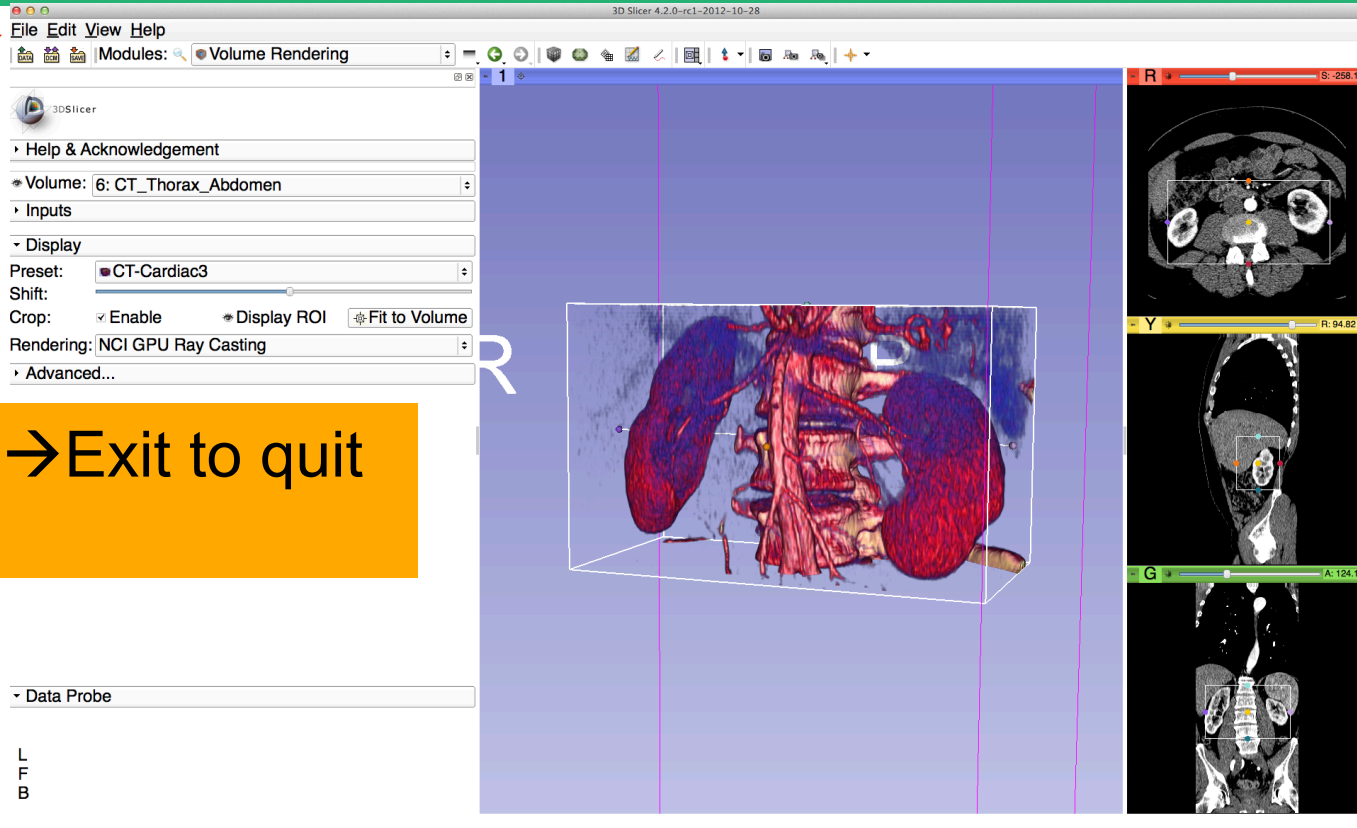 3D Slicer 4.2.0-rc1-2012-10-28
File Edit View Help
DATA DCM SAVE Modules: Volume Rendering
1
R S: -258.1
3DSlicer
Help & Acknowledgement
Volume: 6: CT_Thorax_Abdomen
Inputs
Display
Preset: CT-Cardiac3
Shift:
Crop: Enable Display ROI Fit to Volume
Rendering: NCI GPU Ray Casting
Advanced...
→Exit to quit
Data Probe
L
F
B
R
Y R: 94.82
G A: 124.1